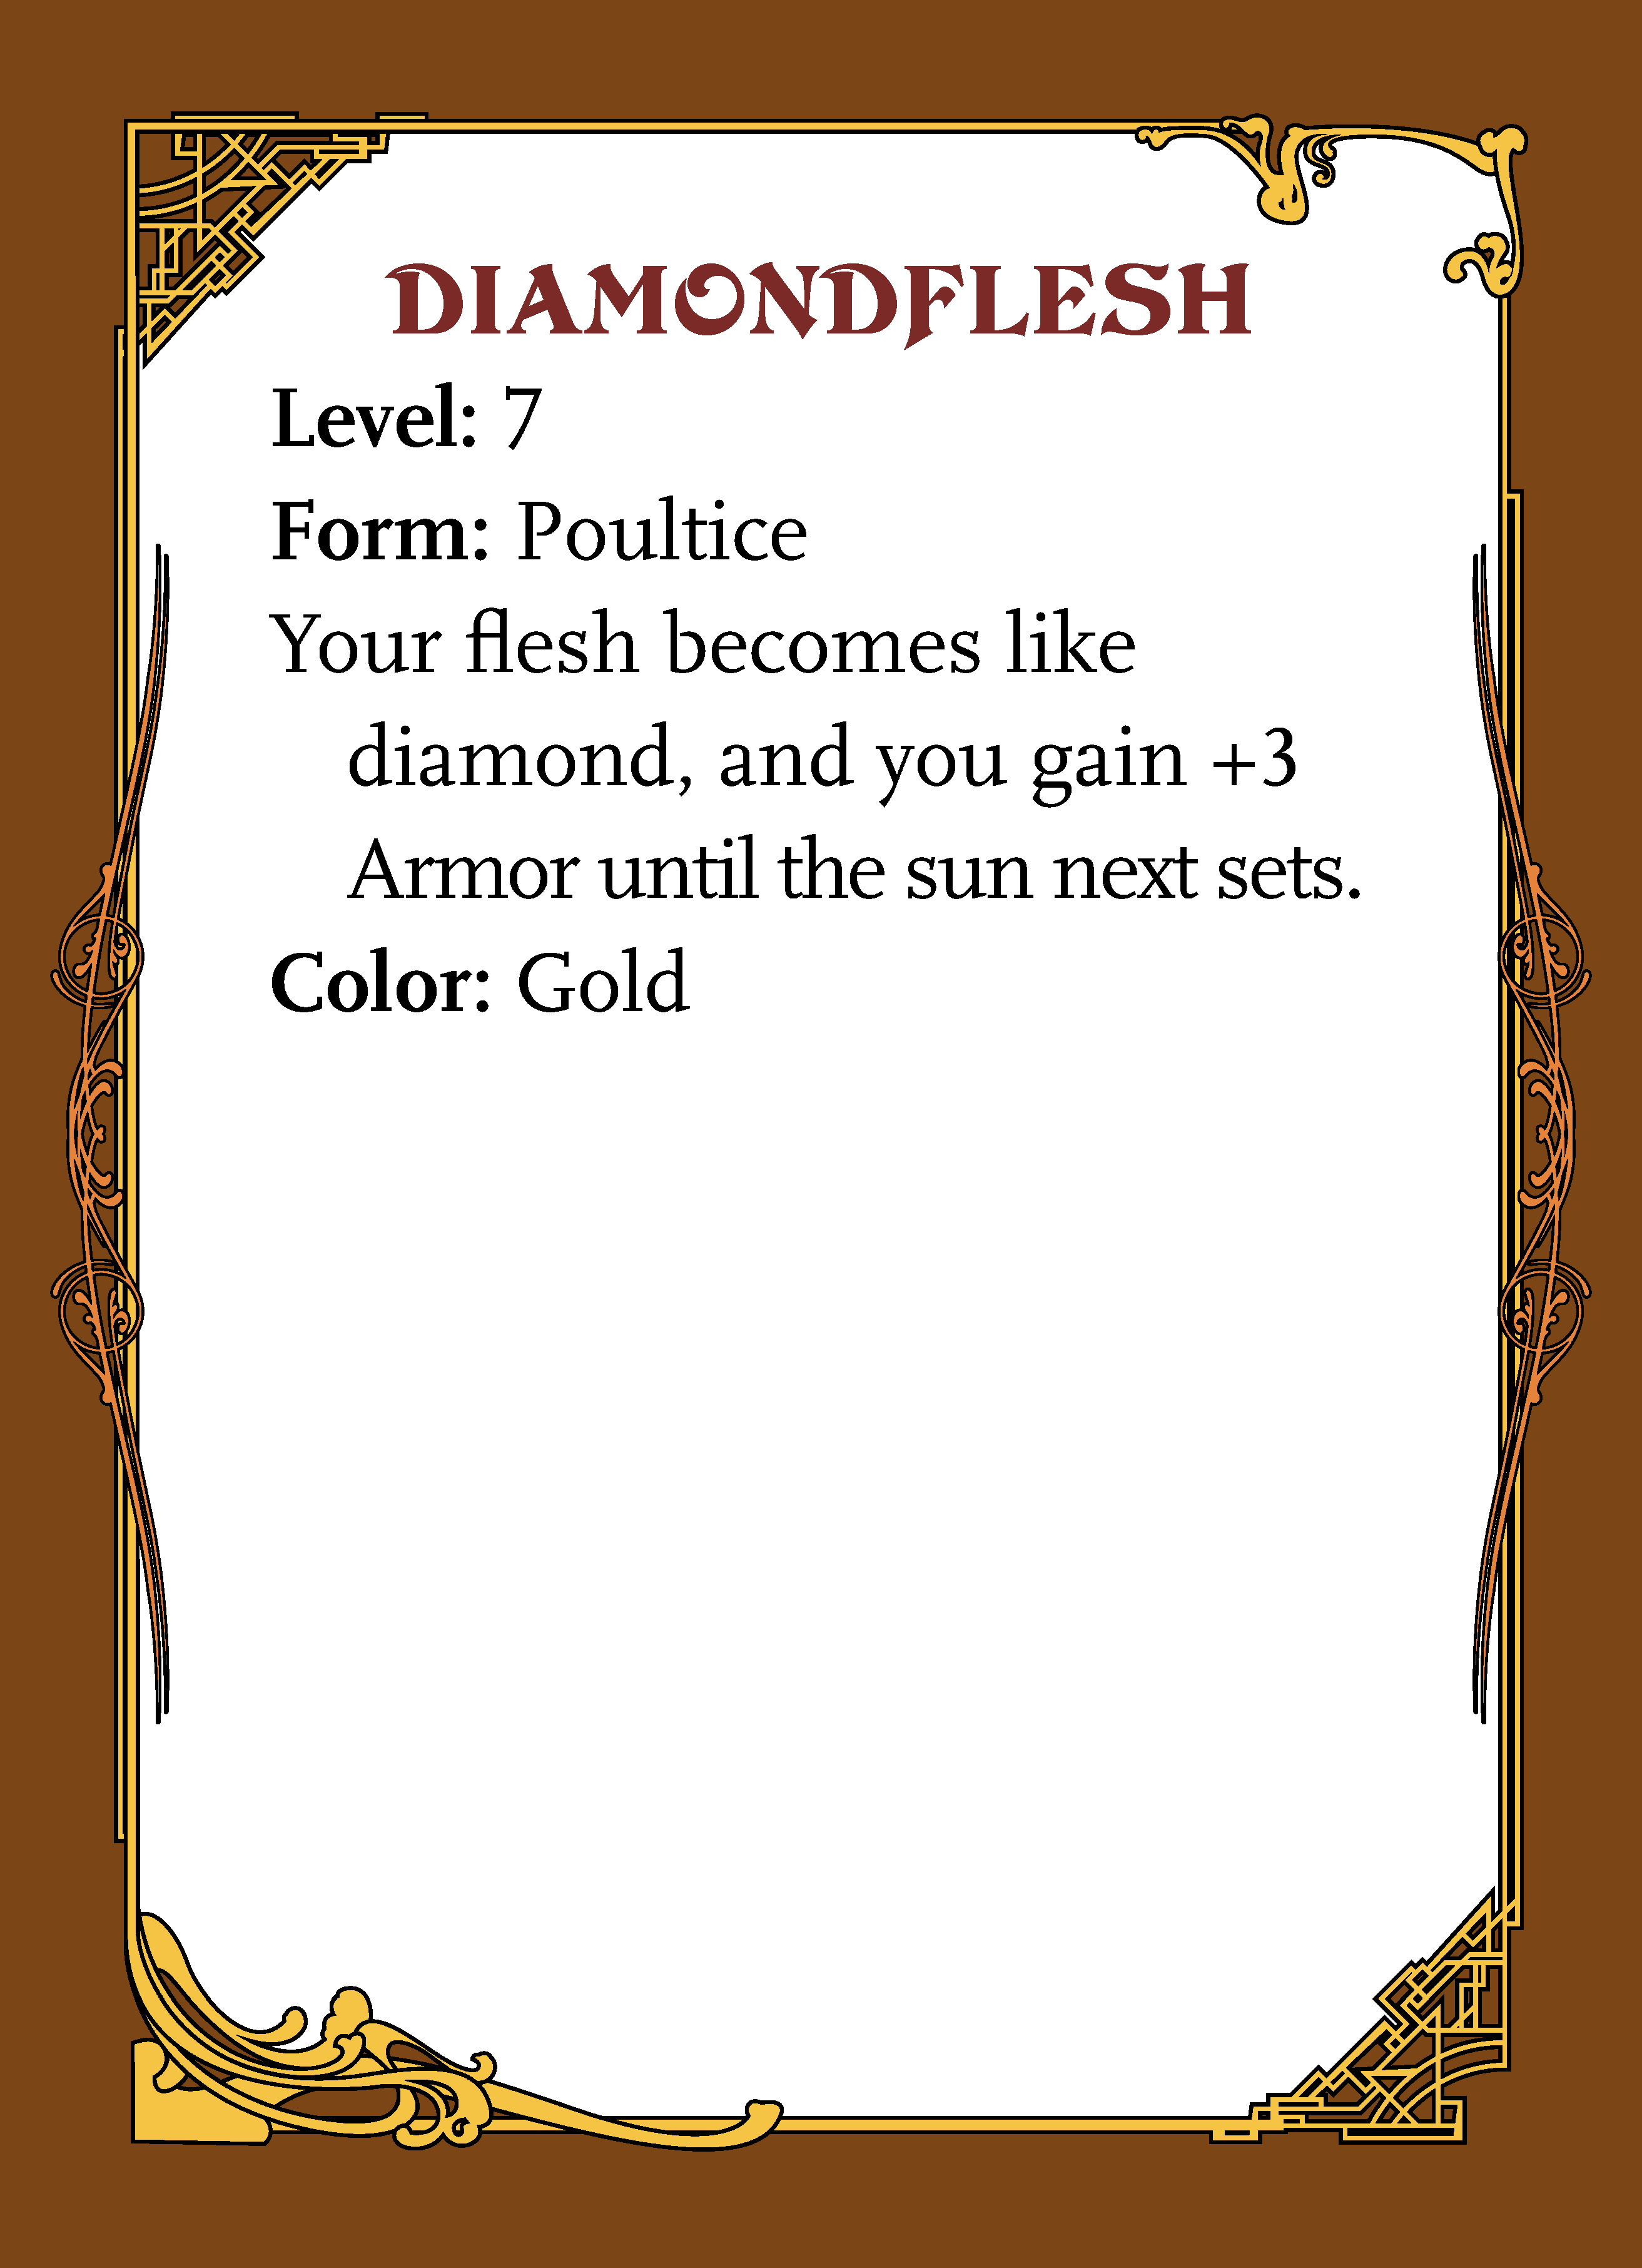 DIAMONDFLESH
Level: 7
Form: Poultice
Your flesh becomes like
diamond, and you gain +3
Armor until the sun next sets.
Color: Gold